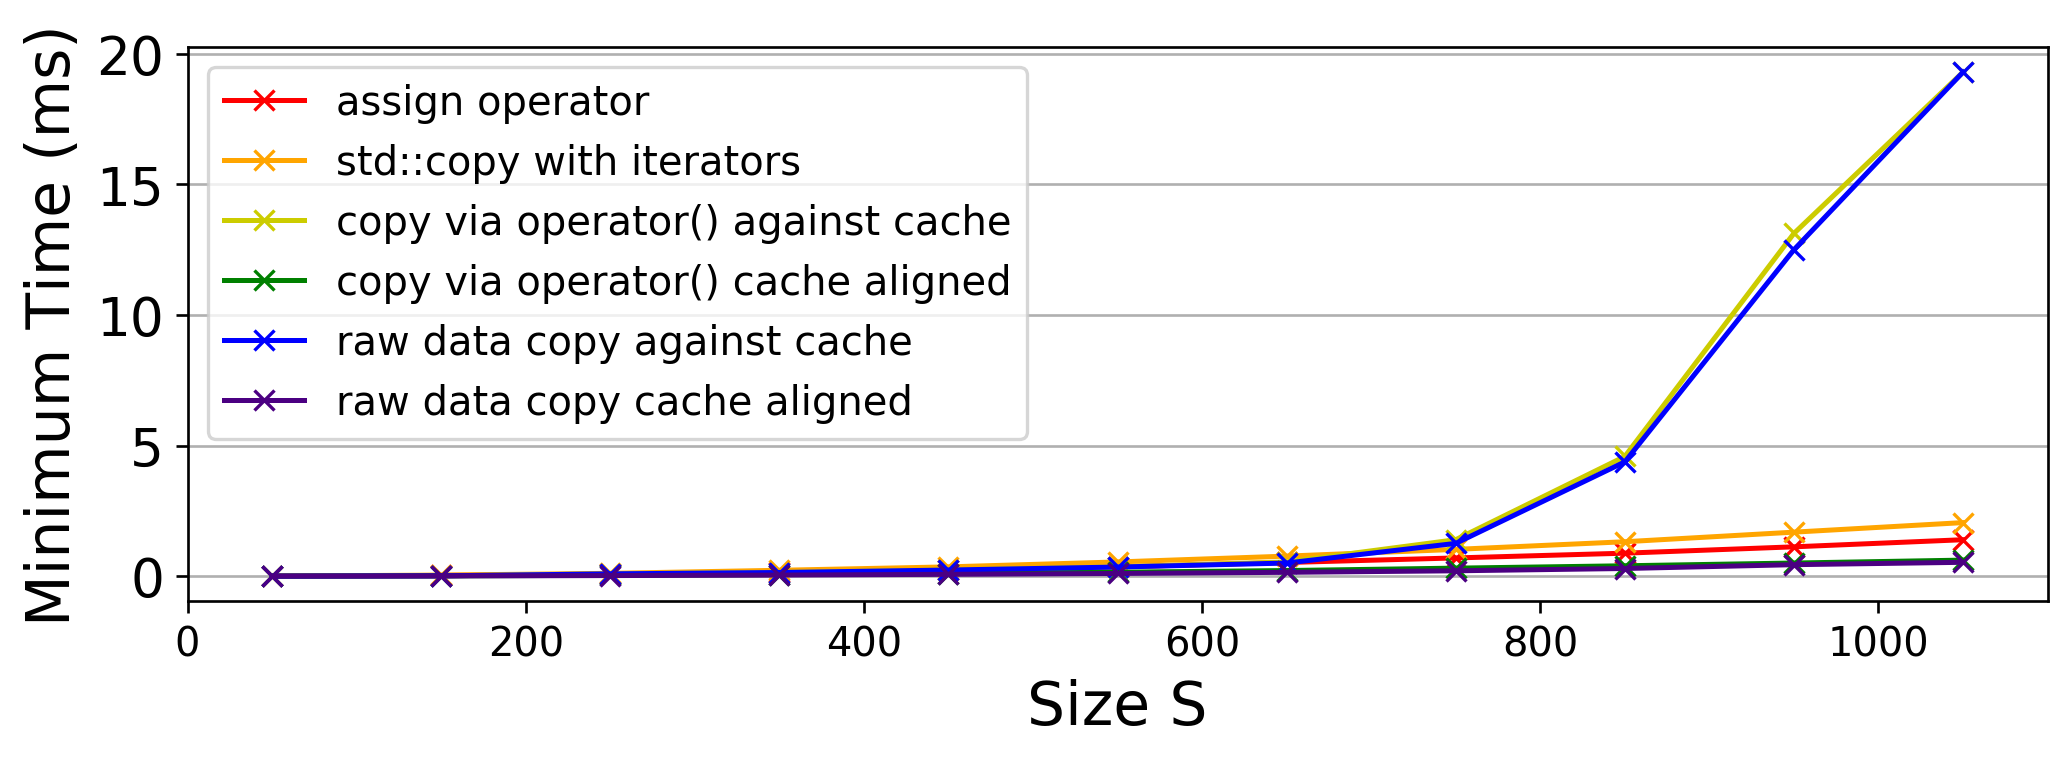 Minimum Time (ms)
20
15
10
5
0
assign operator
std::copy with iterators
copy via operator() against cache
copy via operator() cache aligned
raw data copy against cache
raw data copy cache aligned
0 200 400 600 800 1000
Size S